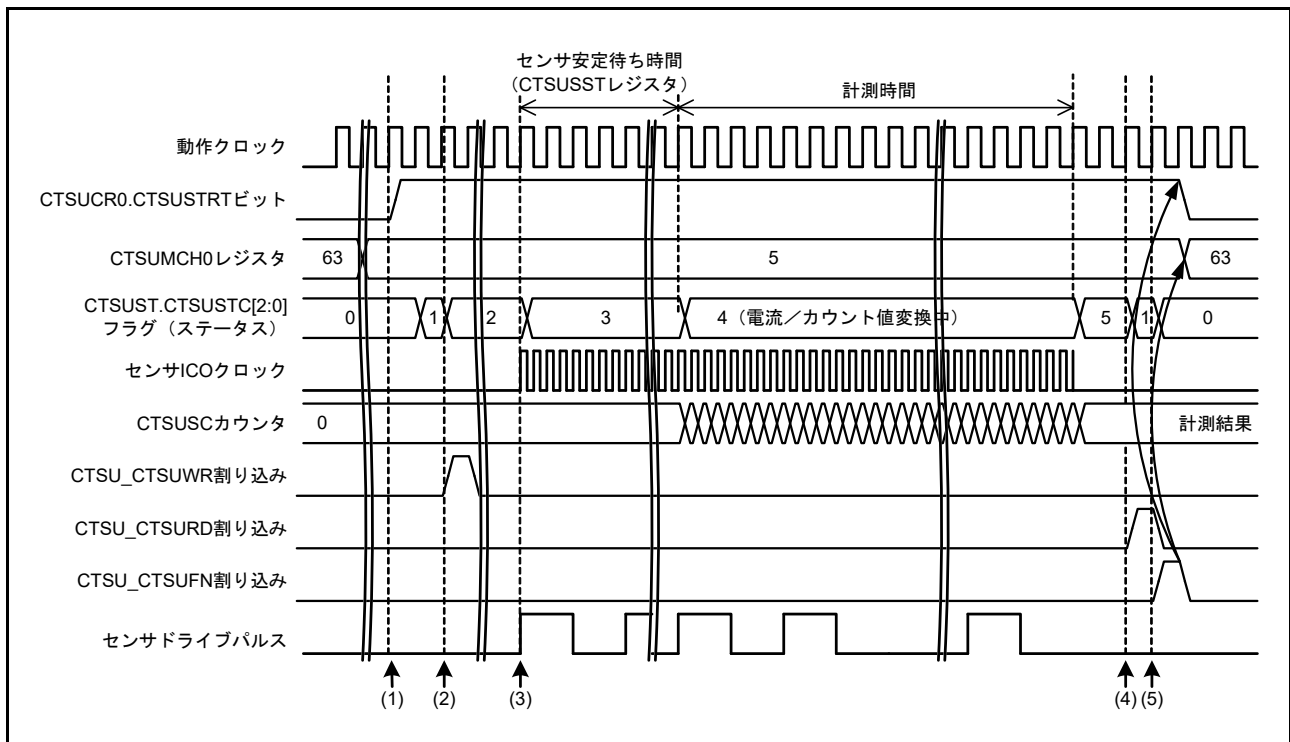 センサ安定待ち時間
（CTSUSSTレジスタ）
計測時間
動作クロック
CTSUCR0.CTSUSTRTビット
CTSUMCH0レジスタ
63
5
63
CTSUST.CTSUSTC[2:0]
フラグ（ステータス）
0
1
2
3
4（電流／カウント値変換中）
5
1
0
センサICOクロック
CTSUSCカウンタ
0
計測結果
CTSU_CTSUWR割り込み
CTSU_CTSURD割り込み
CTSU_CTSUFN割り込み
センサドライブパルス
(1)
(2)
(3)
(4)
(5)